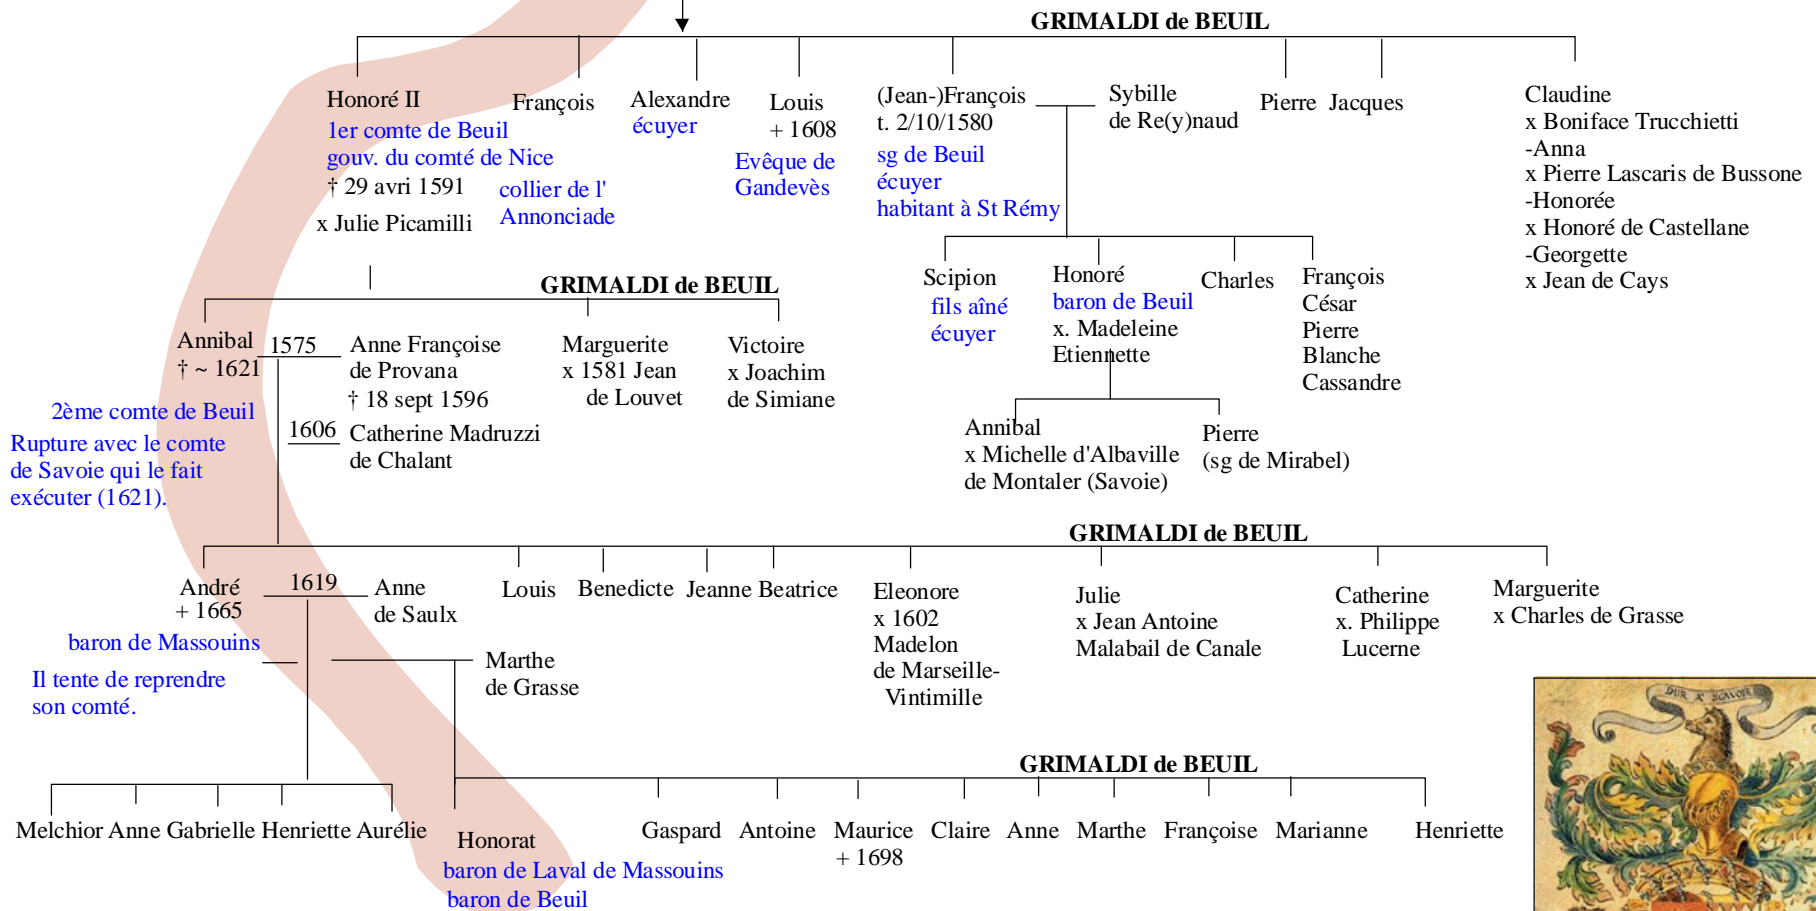 GRIMALDI de BEUIL
Honoré II
1er comte de Beuil
gouv. du comté de Nice
† 29 avri 1591
x Julie Picamilli
François
collier de l'
Annonciade
Alexandre
écuyer
Louis
+ 1608
Evêque de
Gandevès
(Jean-)François
t. 2/10/1580
sg de Beuil
écuyer
habitant à St Rémy
Sybille
de Re(y)naud
Pierre
Jacques
Claudine
x Boniface Trucchietti
-Anna
x Pierre Lascaris de Bussone
-Honorée
x Honoré de Castellane
-Georgette
x Jean de Cays
Scipion
fils aîné
écuyer
Honoré
baron de Beuil
x. Madeleine
Etiennette
Charles
François
César
Pierre
Blanche
Cassandre
GRIMALDI de BEUIL
Annibal
† ~ 1621
1575
Anne Françoise
de Provana
† 18 sept 1596
1606
Catherine Madruzzi
de Chalant
2ème comte de Beuil
Rupture avec le comte
de Savoie qui le fait
exécuter (1621).
Marguerite
x 1581 Jean
de Louvet
Victoire
x Joachim
de Simiane
Annibal
x Michelle d'Albaville
de Montaler (Savoie)
Pierre
(sg de Mirabel)
GRIMALDI de BEUIL
André
+ 1665
1619
Anne
de Saulx
baron de Massouins
Il tente de reprendre
son comté.
Marthe
de Grasse
Louis
Benedicte
Jeanne
Beatrice
Eleonore
x 1602
Madelon
de Marseille-
Vintimille
Julie
x Jean Antoine
Malabail de Canale
Catherine
x. Philippe
Lucerne
Marguerite
x Charles de Grasse
GRIMALDI de BEUIL
Melchior Anne Gabrielle Henriette Aurélie
Honorat
baron de Laval de Massouins
baron de Beuil
Gaspard
Antoine
Maurice
+ 1698
Claire
Anne
Marthe
Françoise
Marianne
Henriette